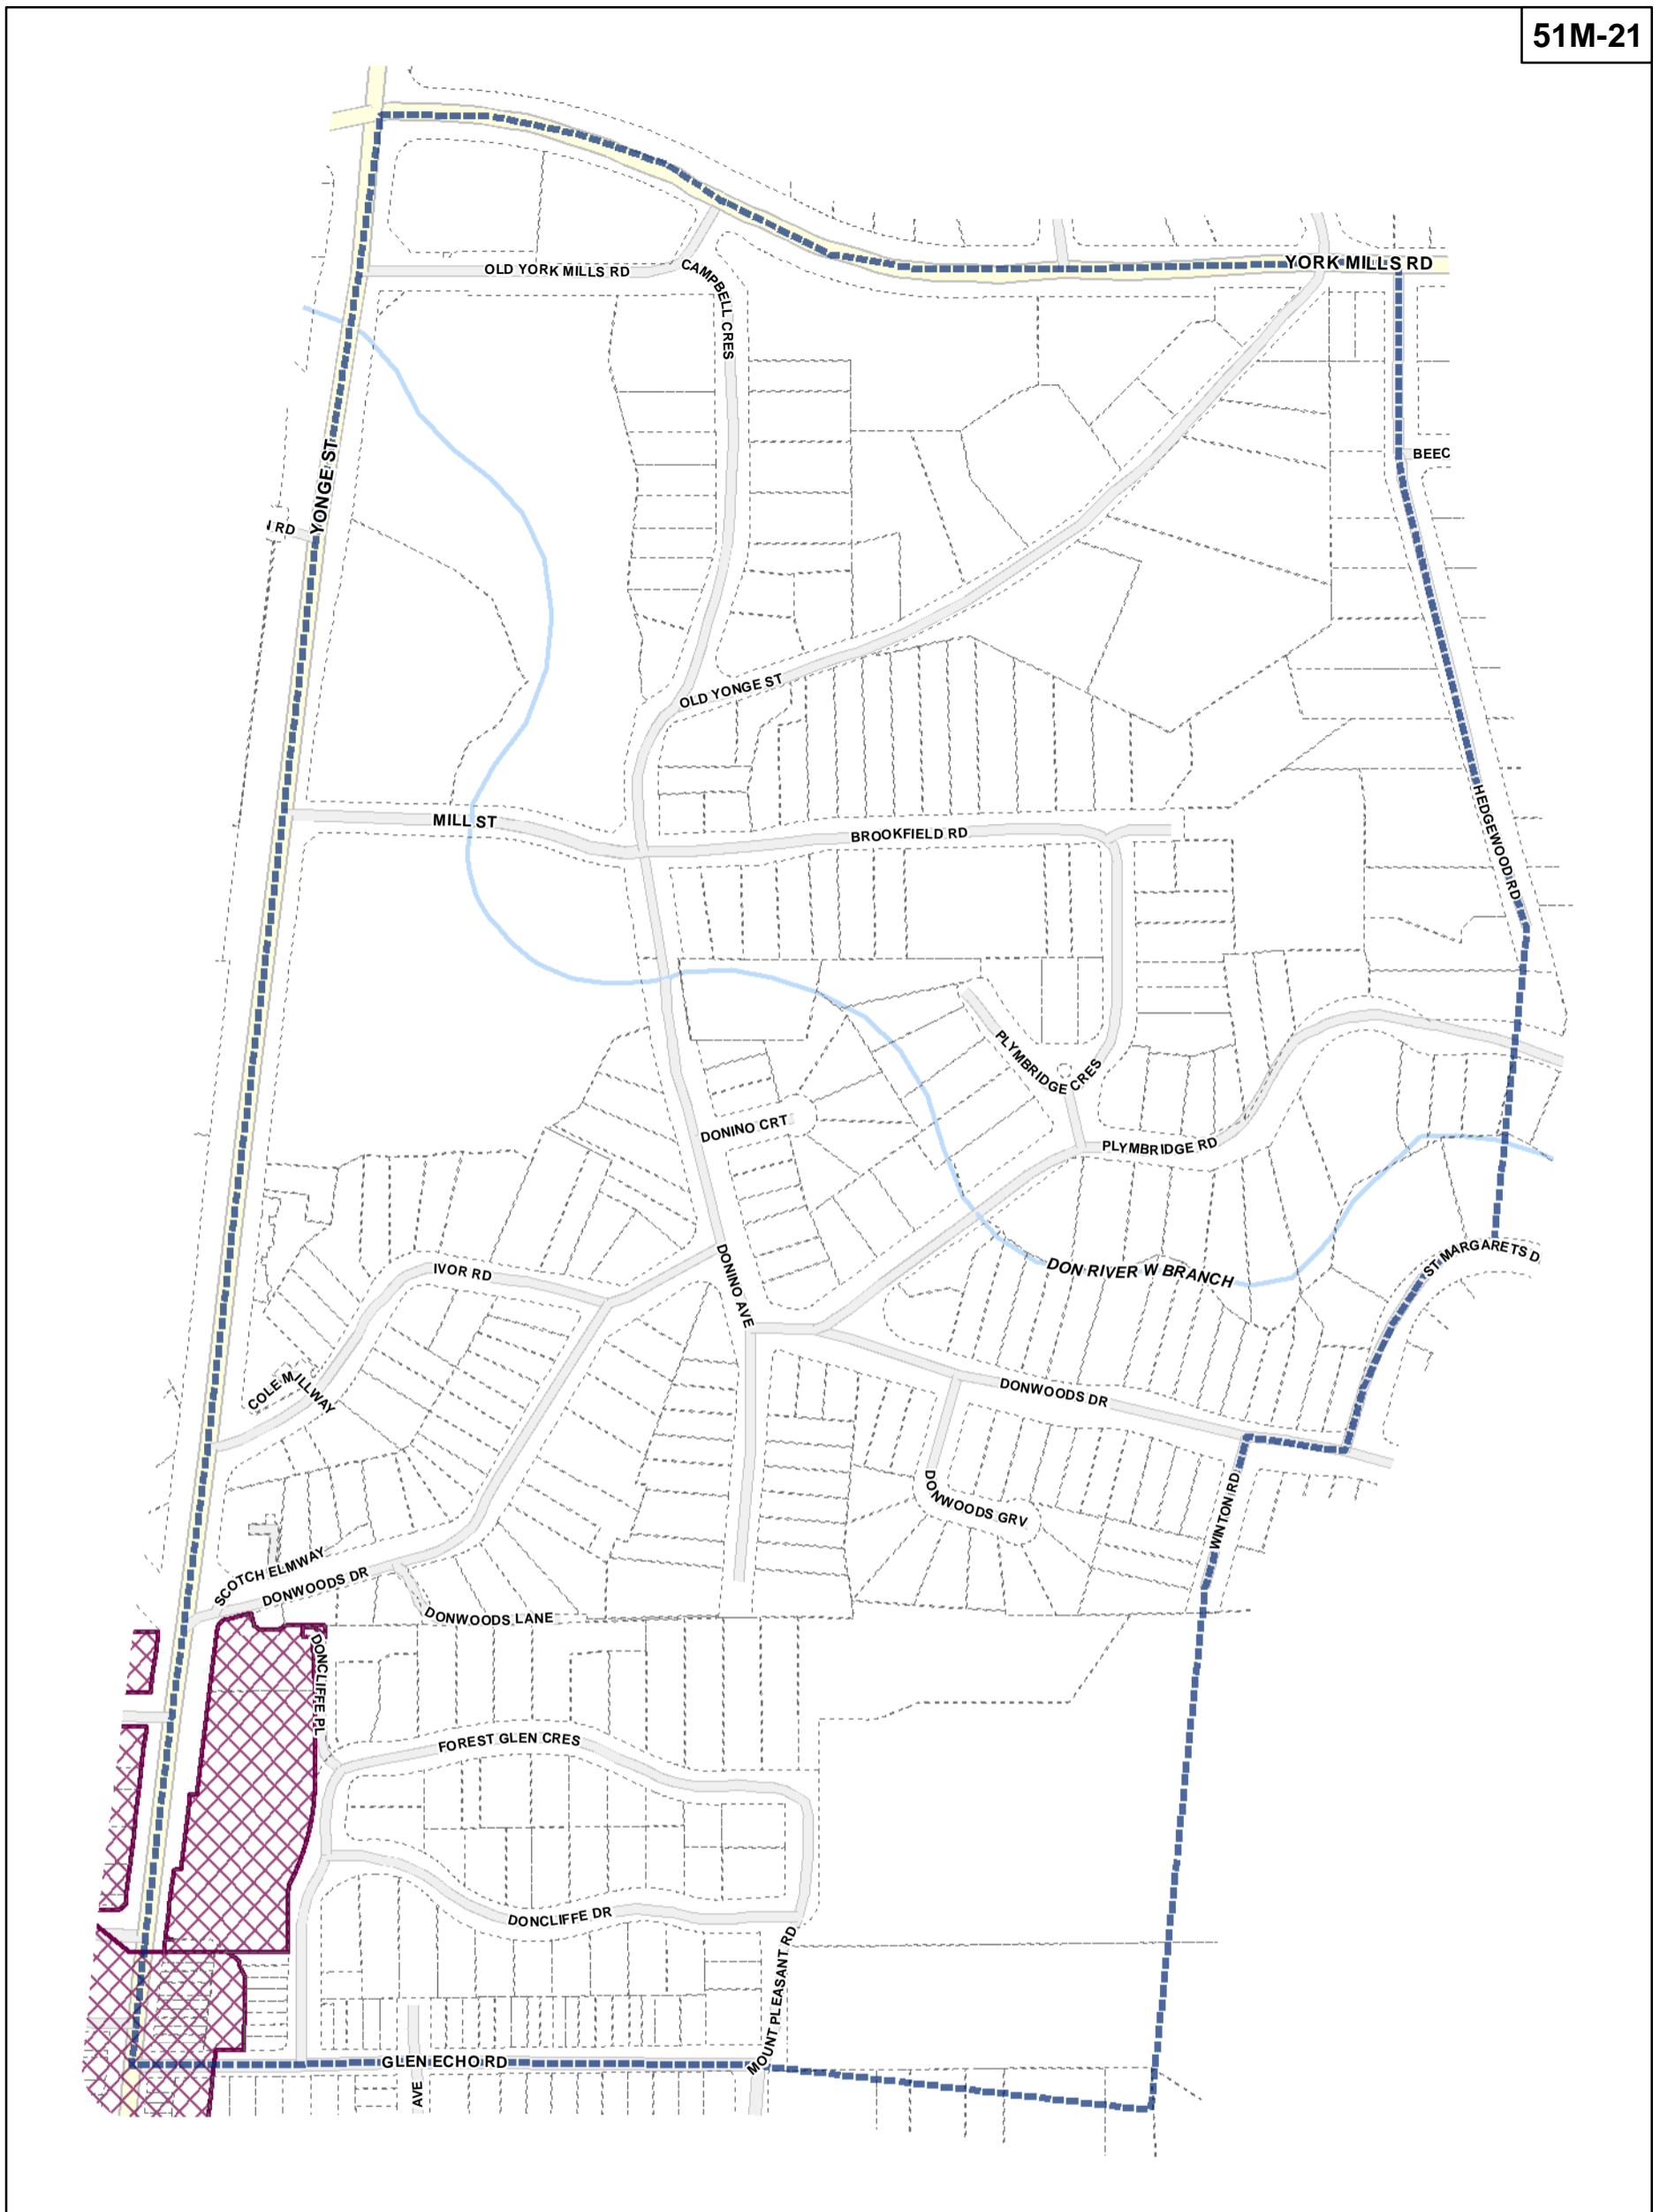 51M-21
OLD YORK MILLS RD
CAMPBELL CRES
YORK MILLS RD
YONGE ST
BEEC
RD
OLD YONGE ST
MILL ST
BROOKFIELD RD
HEDGEWOOD RD
PLYMBRIDGE CRES
DONINO CRT
PLYMBRIDGE RD
DONINO AVE
IVOR RD
DON RIVER W BRANCH
ST MARGARETS D
COLE MILLWAY
DONWOODS DR
DONWOODS GRV
WINTON RD
SCOTCH ELMWAY
DONWOODS DR
DONWOODS LANE
DONCLIFFE PL
FOREST GLEN CRES
DONCLIFFE DR
MOUNT PLEASANT RD
GLEN ECHO RD
AVE